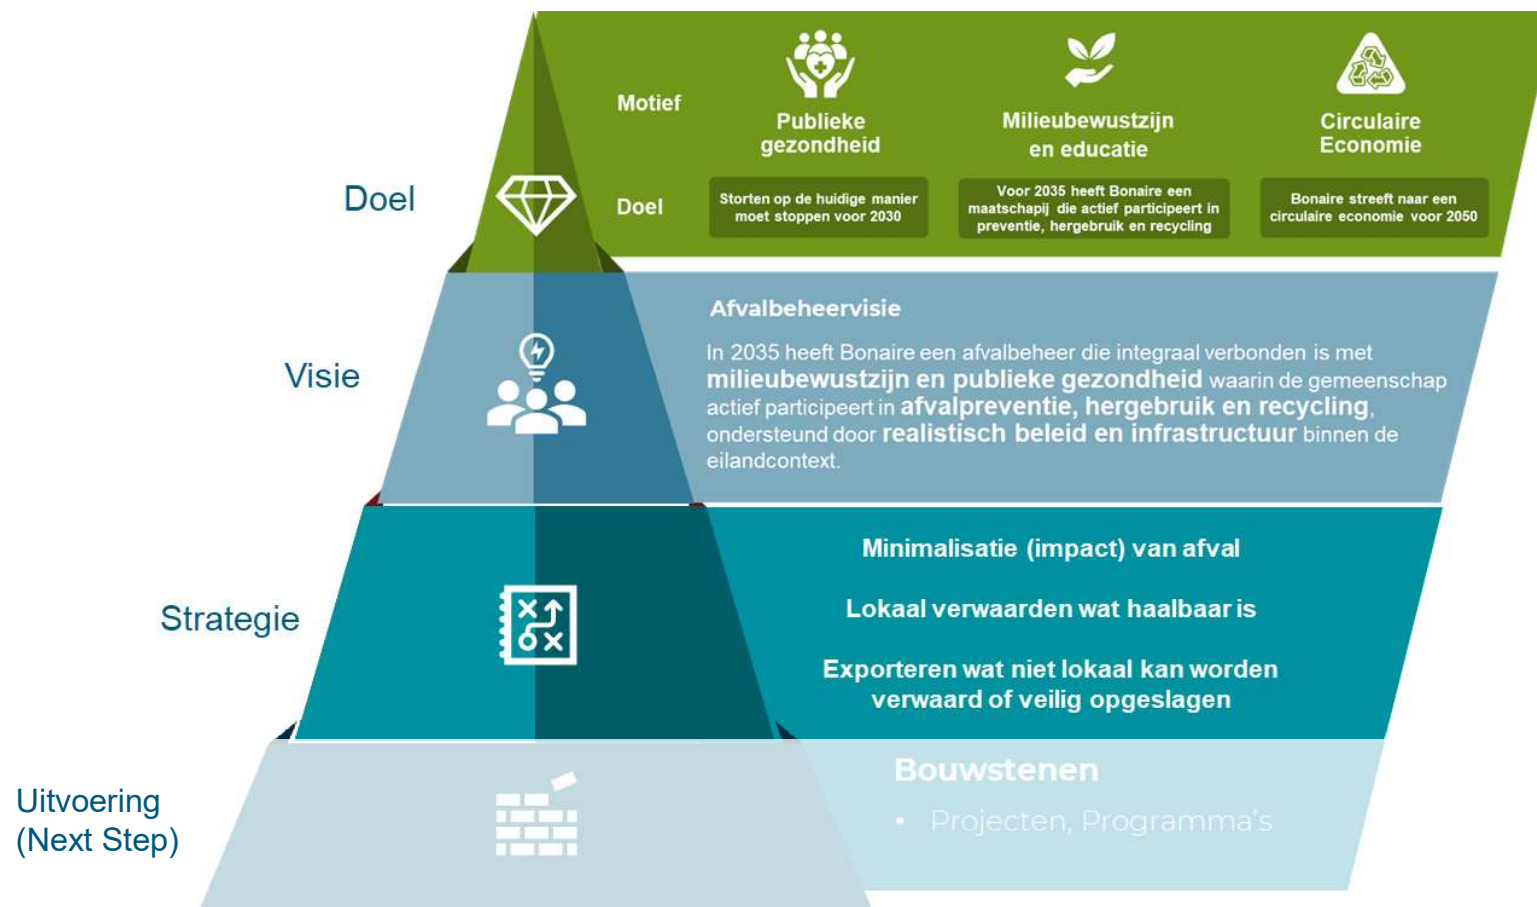 Doel
Motief
Publieke
gezondheid
Milieubewustzijn
en educatie
Circulaire
Economie
Doel
Storten op de huidige manier
moet stoppen voor 2030
Voor 2035 heeft Bonaire een
maatschapij die actief participeert in
preventie, hergebruik en recycling
Bonaire streeft naar een
circulaire economie voor 2050
Visie
Afvalbeheervisie
In 2035 heeft Bonaire een afvalbeheer die integraal verbonden is met
milieubewustzijn en publieke gezondheid waarin de gemeenschap
actief participeert in afvalpreventie, hergebruik en recycling,
ondersteund door realistisch beleid en infrastructuur binnen de
eilandcontext.
Strategie
Minimalisatie (impact) van afval
Lokaal verwaarden wat haalbaar is
Exporteren wat niet lokaal kan worden
verwaard of veilig opgeslagen
Uitvoering
(Next Step)
Bouwstenen
• Projecten, Programma's